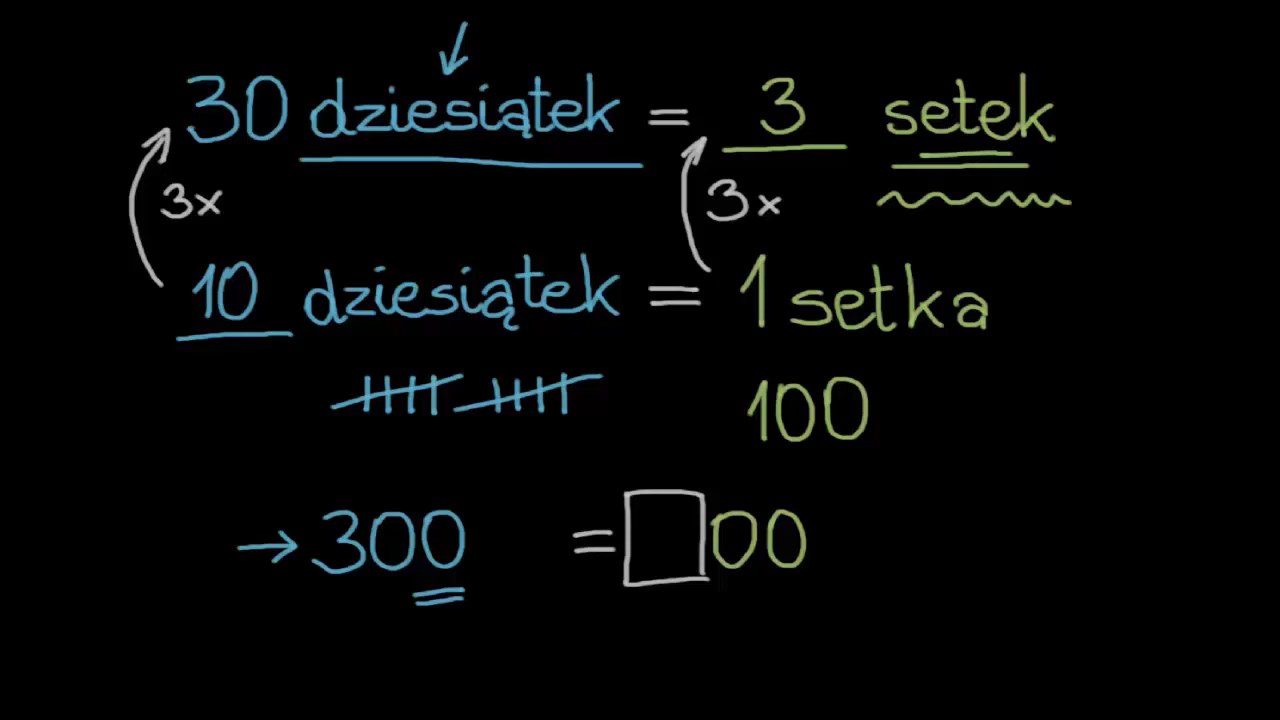 30 dziesiątek = 3 setek
3x 3x
10 dziesiątek = 1 setka
100
→ 300 = □00